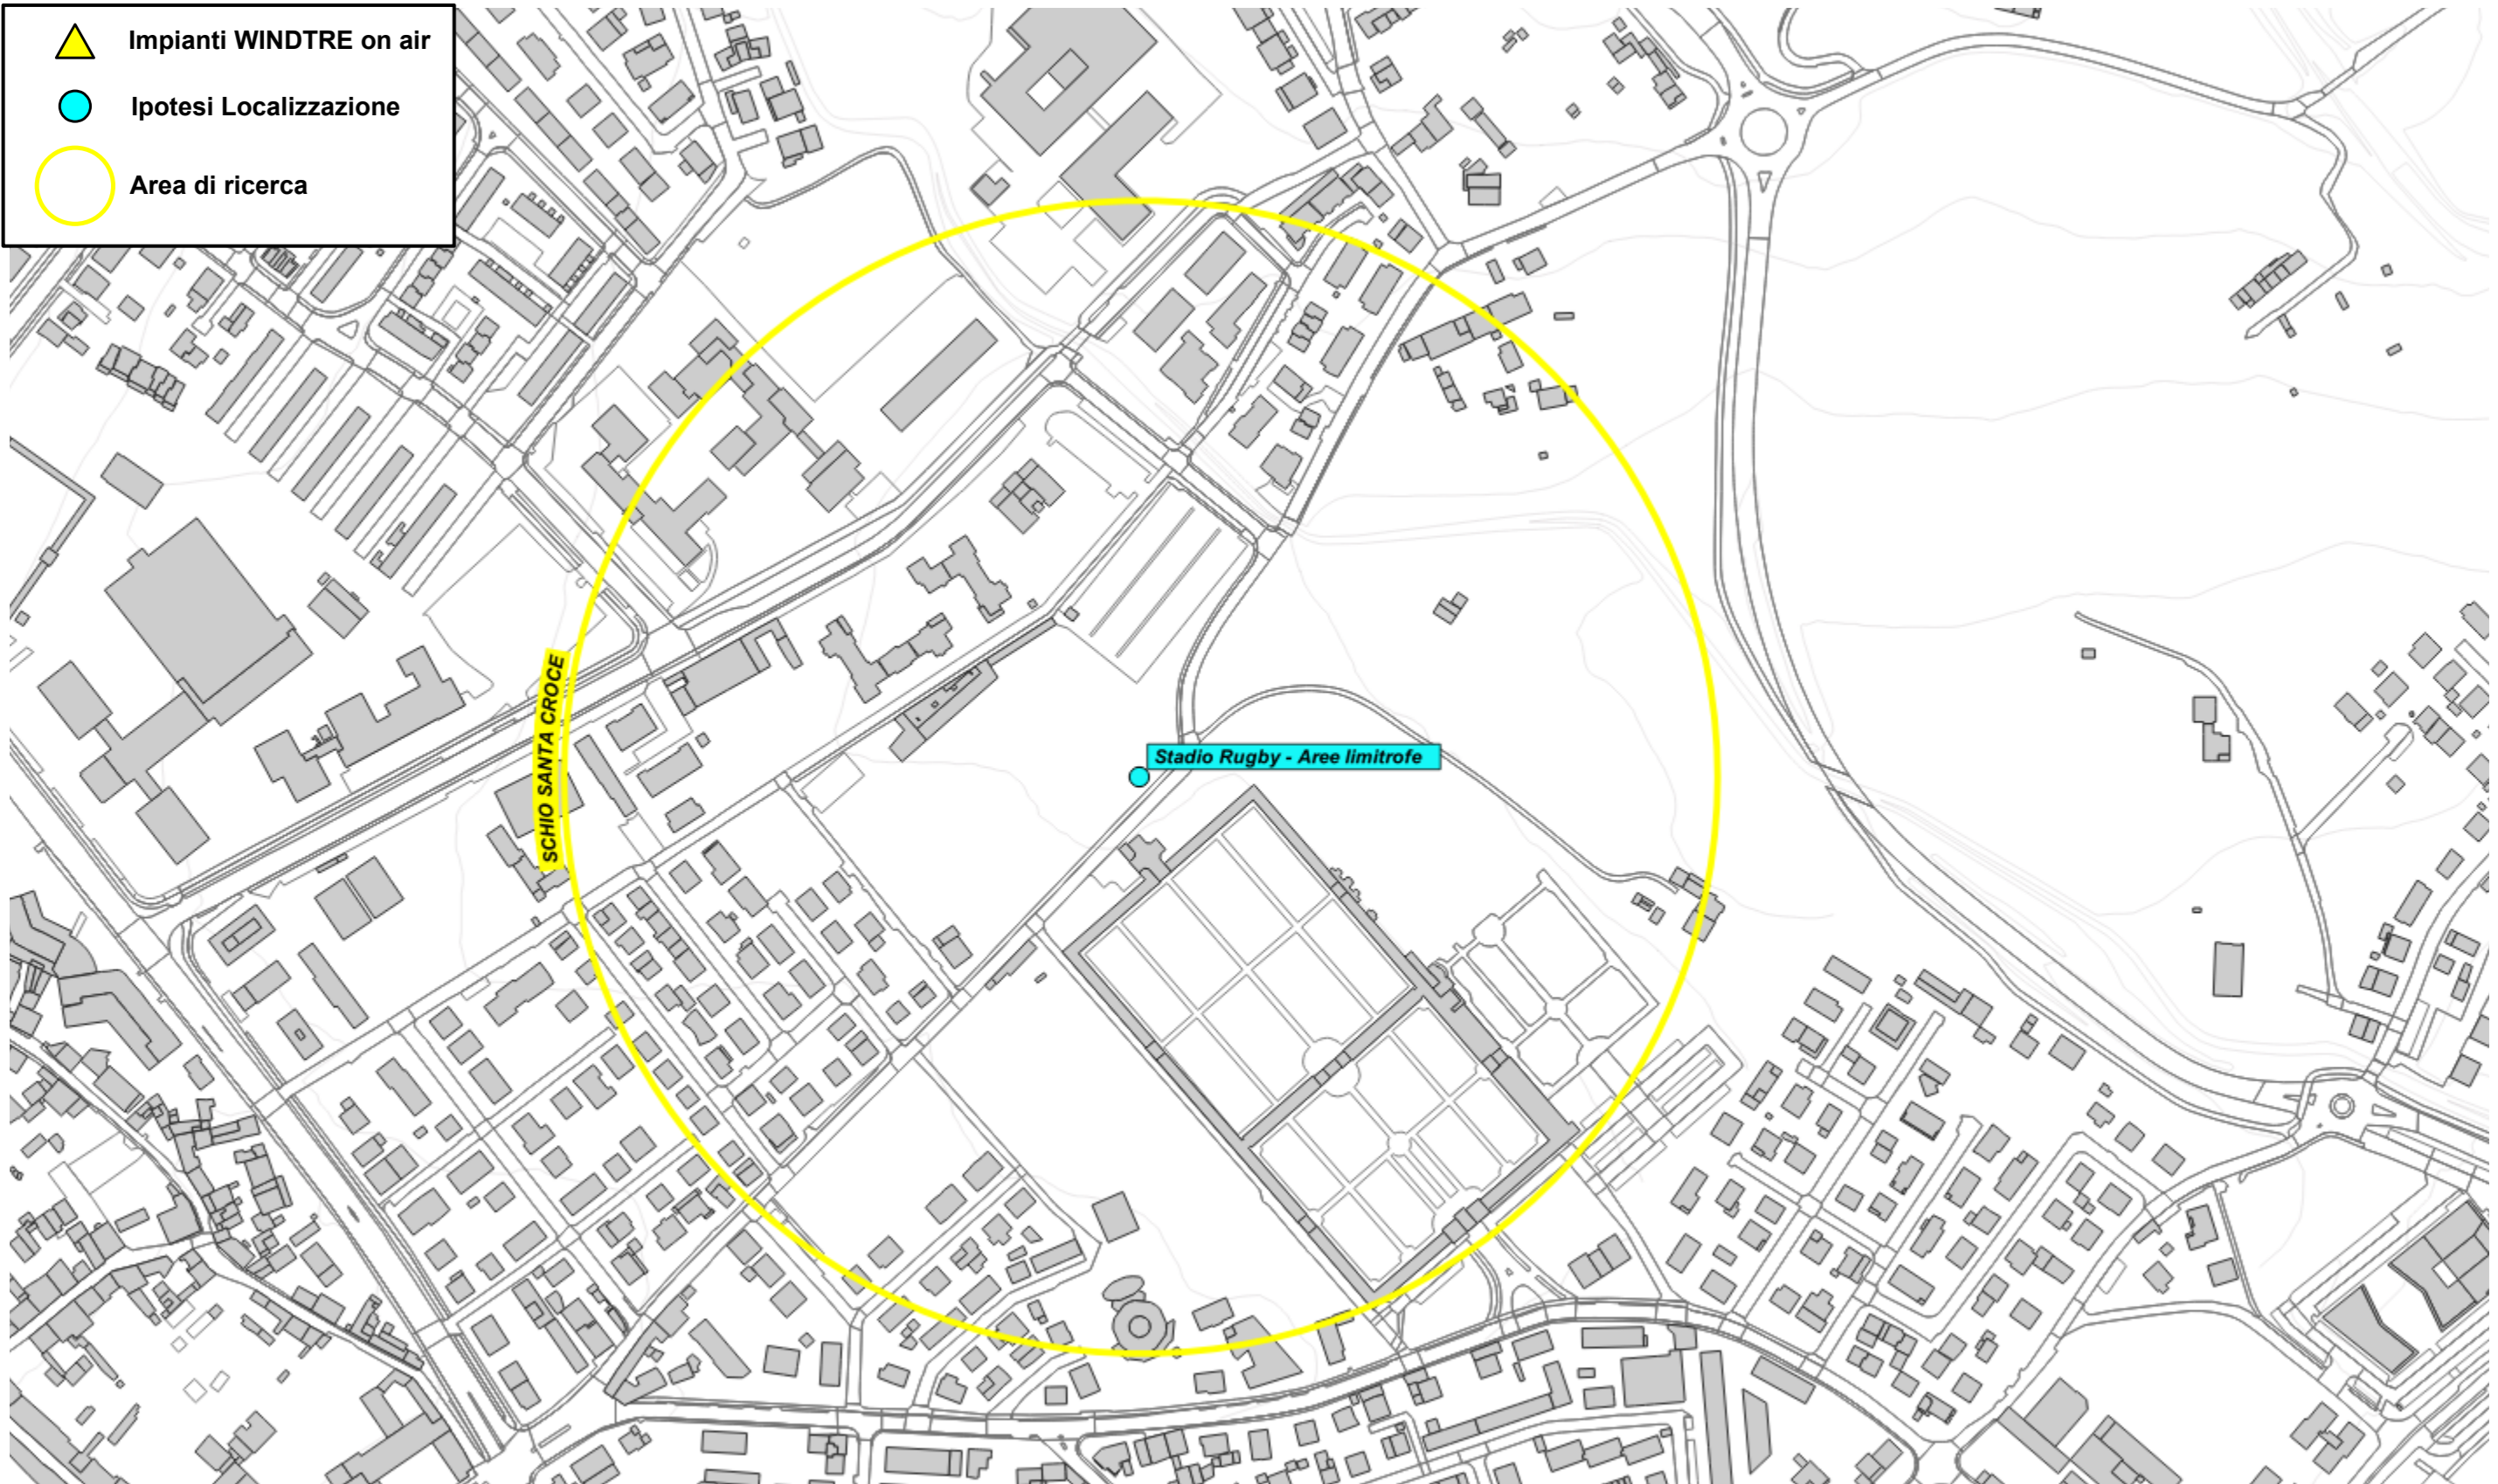 Impianti WINDTRE on air
Ipotesi Localizzazione
Area di ricerca
SCHIO SANTA CROCE
Stadio Rugby - Aree limitrofe